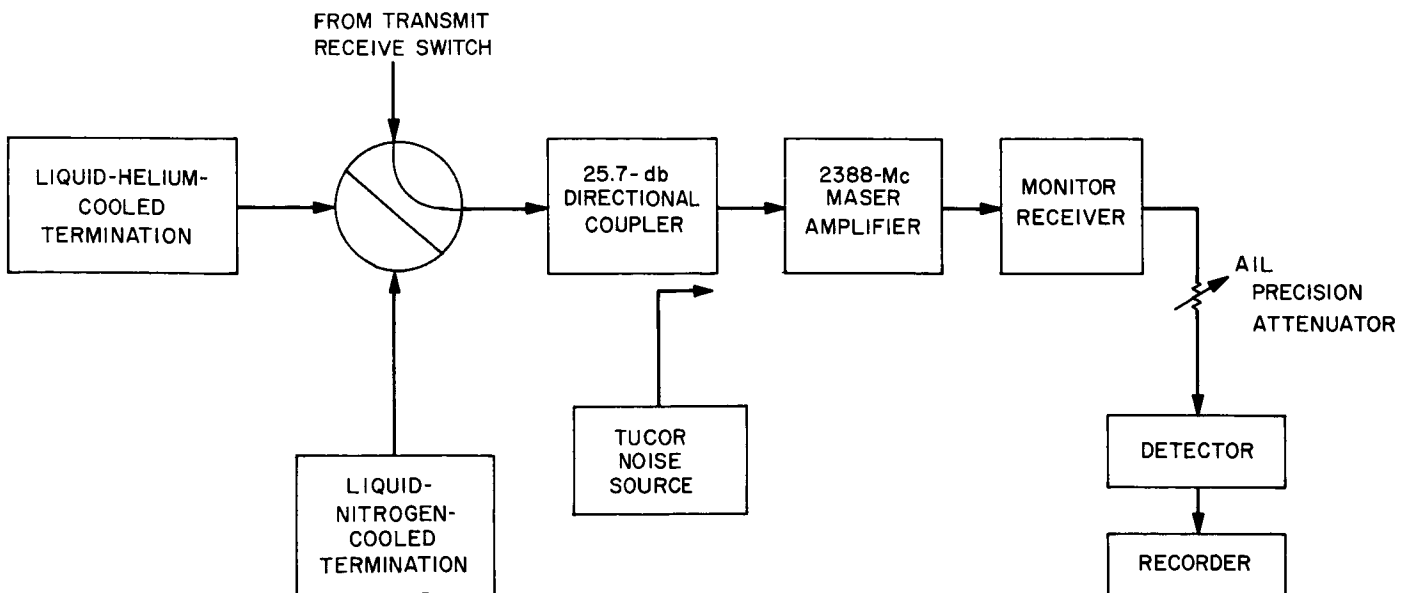 FROM TRANSMIT
RECEIVE SWITCH
LIQUID-HELIUM-
COOLED
TERMINATION
25.7-db
DIRECTIONAL
COUPLER
2388-Mc
MASER
AMPLIFIER
MONITOR
RECEIVER
AIL
PRECISION
ATTENUATOR
TUCOR
NOISE
SOURCE
LIQUID-
NITROGEN-
COOLED
TERMINATION
DETECTOR
RECORDER